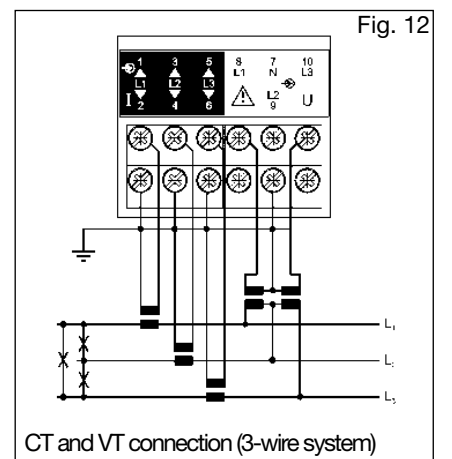 Fig. 12
1 3 5 8 7 10
L1 N L3
L1 L2 L3
I L2 U
2 4 6 9
L1
L2
L3
CT and VT connection (3-wire system)